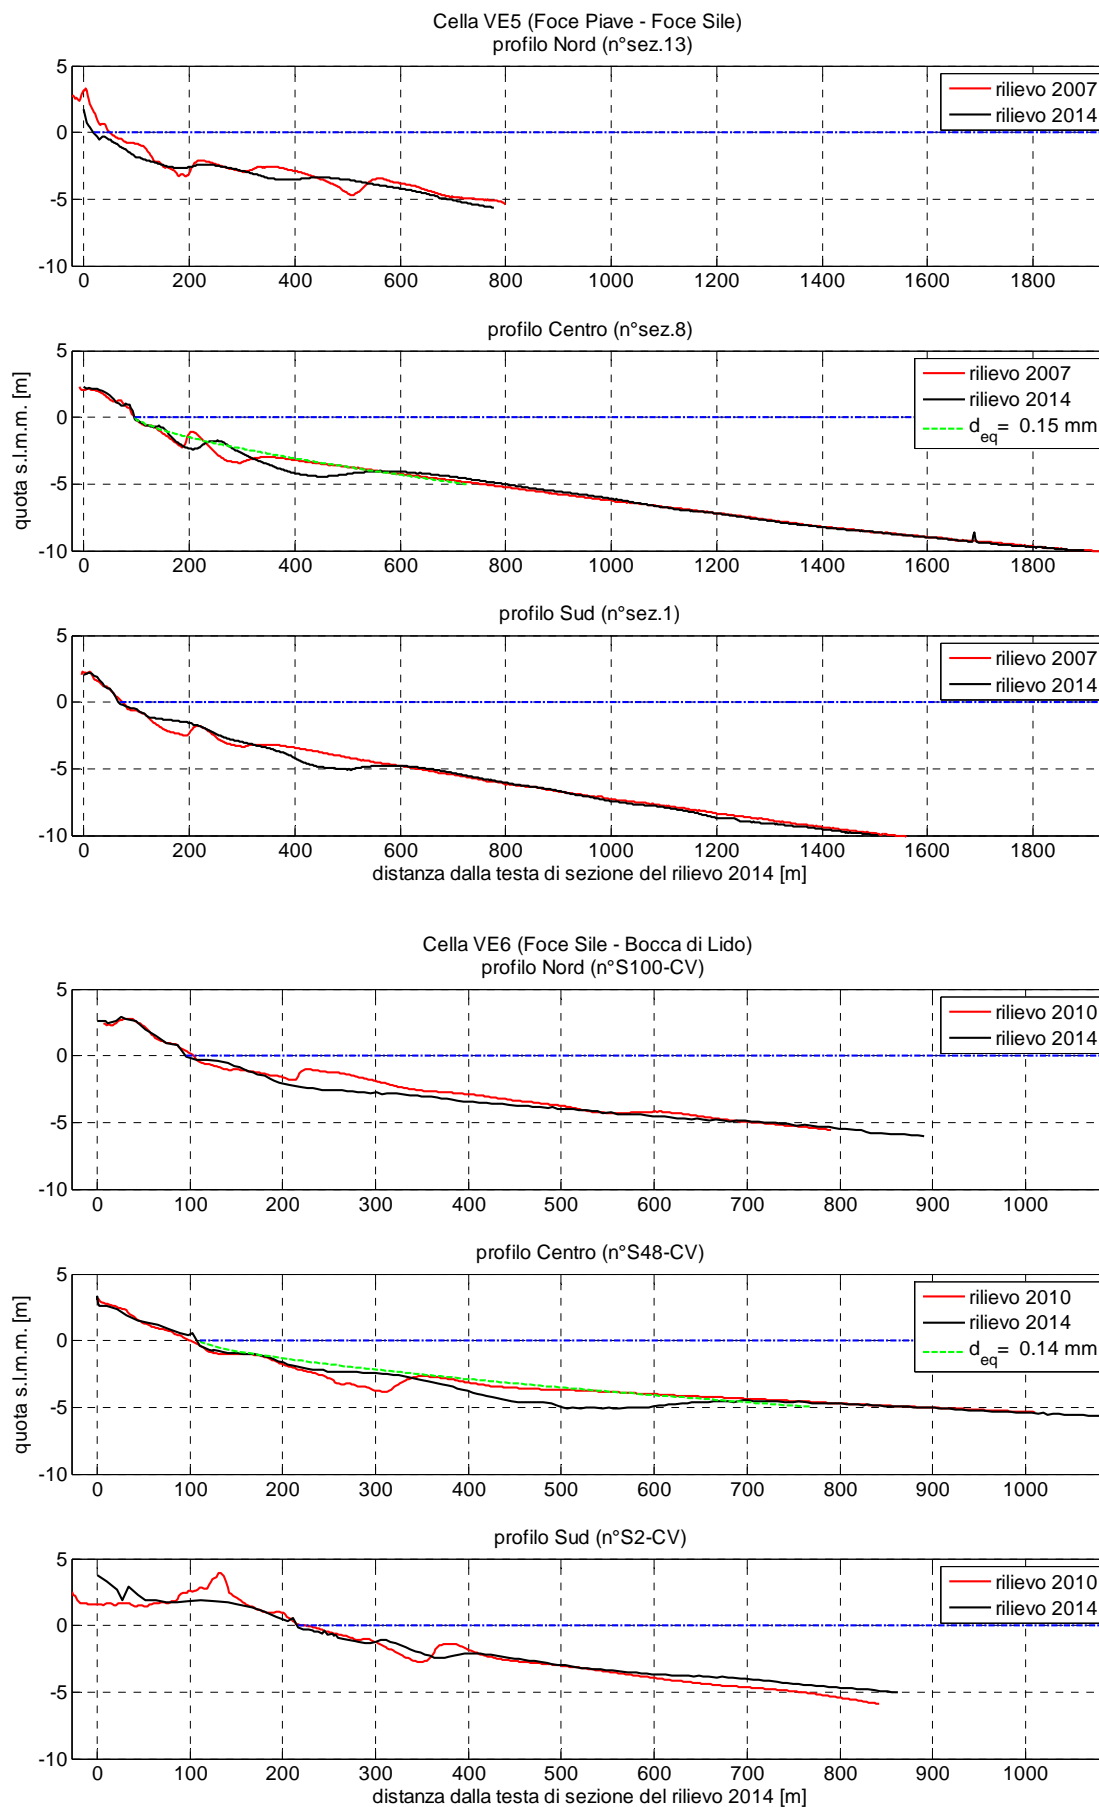 Cella VE5 (Foce Piave - Foce Sile)
profilo Nord (n°sez.13)
5
0
-5
-10
0 200 400 600 800 1000 1200 1400 1600 1800
rilievo 2007
rilievo 2014
profilo Centro (n°sez.8)
quota s.l.m.m. [m]
5
0
-5
-10
0 200 400 600 800 1000 1200 1400 1600 1800
rilievo 2007
rilievo 2014
d_eq= 0.15 mm
profilo Sud (n°sez.1)
5
0
-5
-10
0 200 400 600 800 1000 1200 1400 1600 1800
rilievo 2007
rilievo 2014
distanza dalla testa di sezione del rilievo 2014 [m]
Cella VE6 (Foce Sile - Bocca di Lido)
profilo Nord (n°S100-CV)
5
0
-5
-10
0 100 200 300 400 500 600 700 800 900 1000
rilievo 2010
rilievo 2014
profilo Centro (n°S48-CV)
quota s.l.m.m. [m]
5
0
-5
-10
0 100 200 300 400 500 600 700 800 900 1000
rilievo 2010
rilievo 2014
d_eq= 0.14 mm
profilo Sud (n°S2-CV)
5
0
-5
-10
0 100 200 300 400 500 600 700 800 900 1000
rilievo 2010
rilievo 2014
distanza dalla testa di sezione del rilievo 2014 [m]